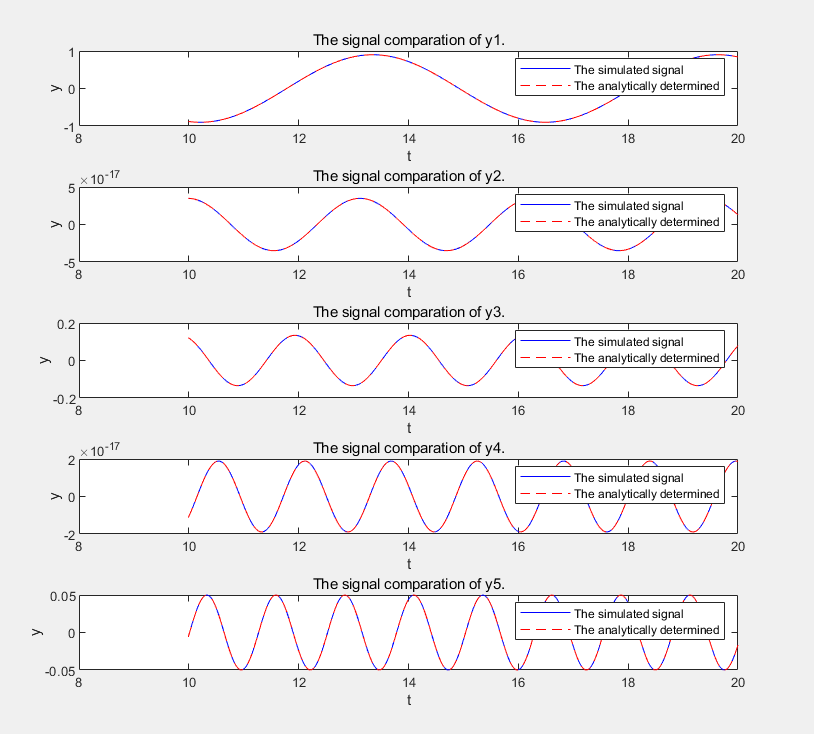 The signal comparation of y1.
1
0
-1
y
The simulated signal
The analytically determined
8 10 12 14 16 18 20
t
The signal comparation of y2.
×10-17
5
0
-5
y
The simulated signal
The analytically determined
8 10 12 14 16 18 20
t
The signal comparation of y3.
0.2
0
-0.2
y
The simulated signal
The analytically determined
8 10 12 14 16 18 20
t
The signal comparation of y4.
×10-17
2
0
-2
y
The simulated signal
The analytically determined
8 10 12 14 16 18 20
t
The signal comparation of y5.
0.05
0
-0.05
y
The simulated signal
The analytically determined
8 10 12 14 16 18 20
t